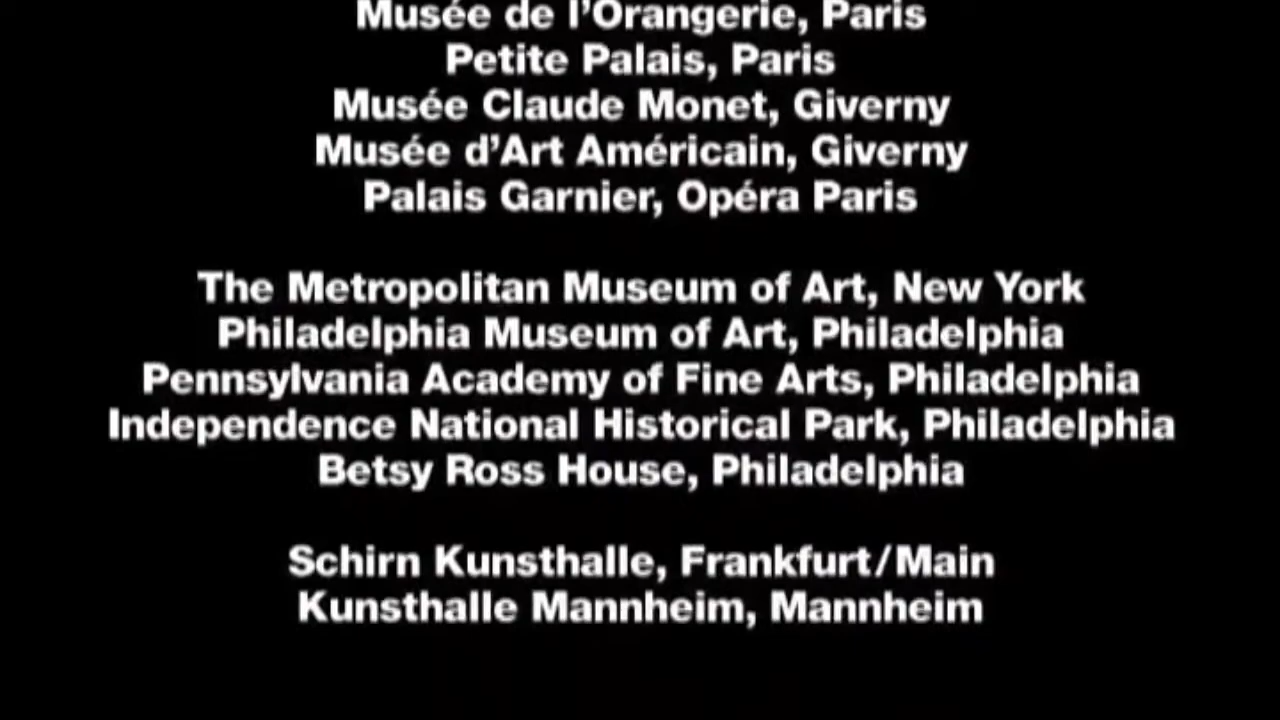 Musée de l’Orangerie, Paris
Petite Palais, Paris
Musée Claude Monet, Giverny
Musée d’Art Américain, Giverny
Palais Garnier, Opéra Paris
The Metropolitan Museum of Art, New York
Philadelphia Museum of Art, Philadelphia
Pennsylvania Academy of Fine Arts, Philadelphia
Independence National Historical Park, Philadelphia
Betsy Ross House, Philadelphia
Schirn Kunsthalle, Frankfurt/Main
Kunsthalle Mannheim, Mannheim